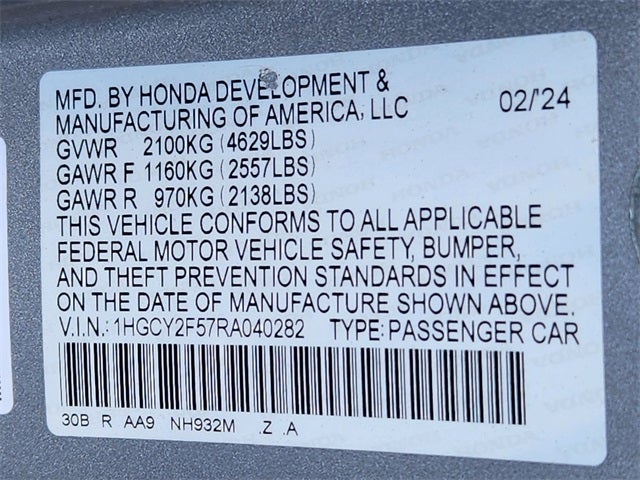 MFD. BY HONDA DEVELOPMENT &
MANUFACTURING OF AMERICA, LLC 02/'24
GVWR 2100KG (4629LBS)
GAWR F 1160KG (2557LBS)
GAWR R 970KG (2138LBS)
THIS VEHICLE CONFORMS TO ALL APPLICABLE
FEDERAL MOTOR VEHICLE SAFETY, BUMPER,
AND THEFT PREVENTION STANDARDS IN EFFECT
ON THE DATE OF MANUFACTURE SHOWN ABOVE.
V.I.N.: 1HGCY2F57RA040282 TYPE: PASSENGER CAR
30B R AA9 NH932M .Z .A